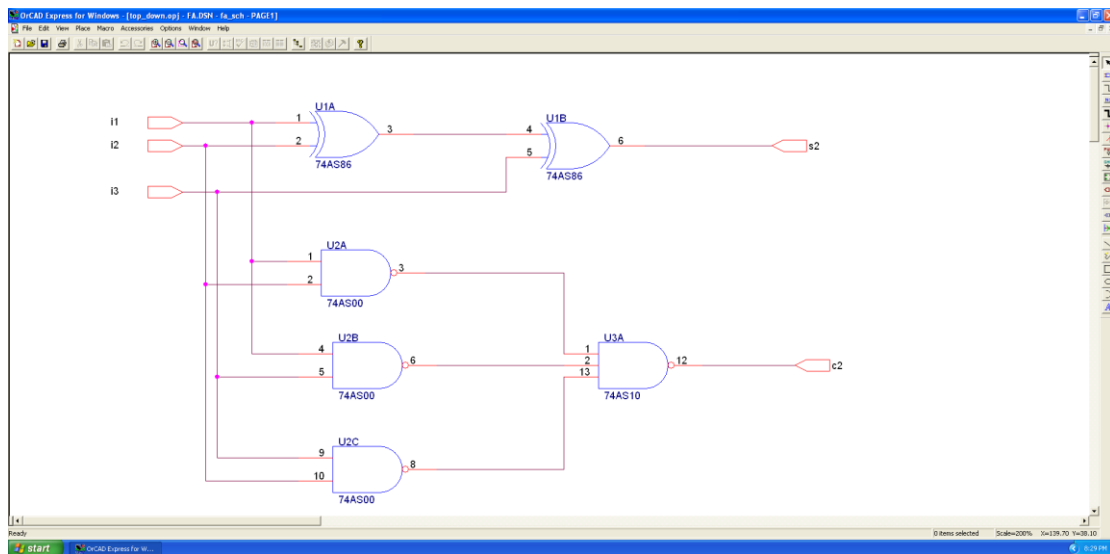 OrCAD Express for Windows - [top_down.opj - FA.DSN - fa_sch - PAGE1]
File Edit View Place Macro Accessories Options Window Help
i1
i2
i3
U1A
1
2
3
74AS86
U1B
4
5
6
74AS86
s2
U2A
1
2
3
74AS00
U2B
4
5
6
74AS00
U3A
1
2
13
12
74AS10
c2
U2C
9
10
8
74AS00
Ready
0 items selected Scale=200% X=139.70 Y=38.10
start
OrCAD Express for W...
6:29 PM